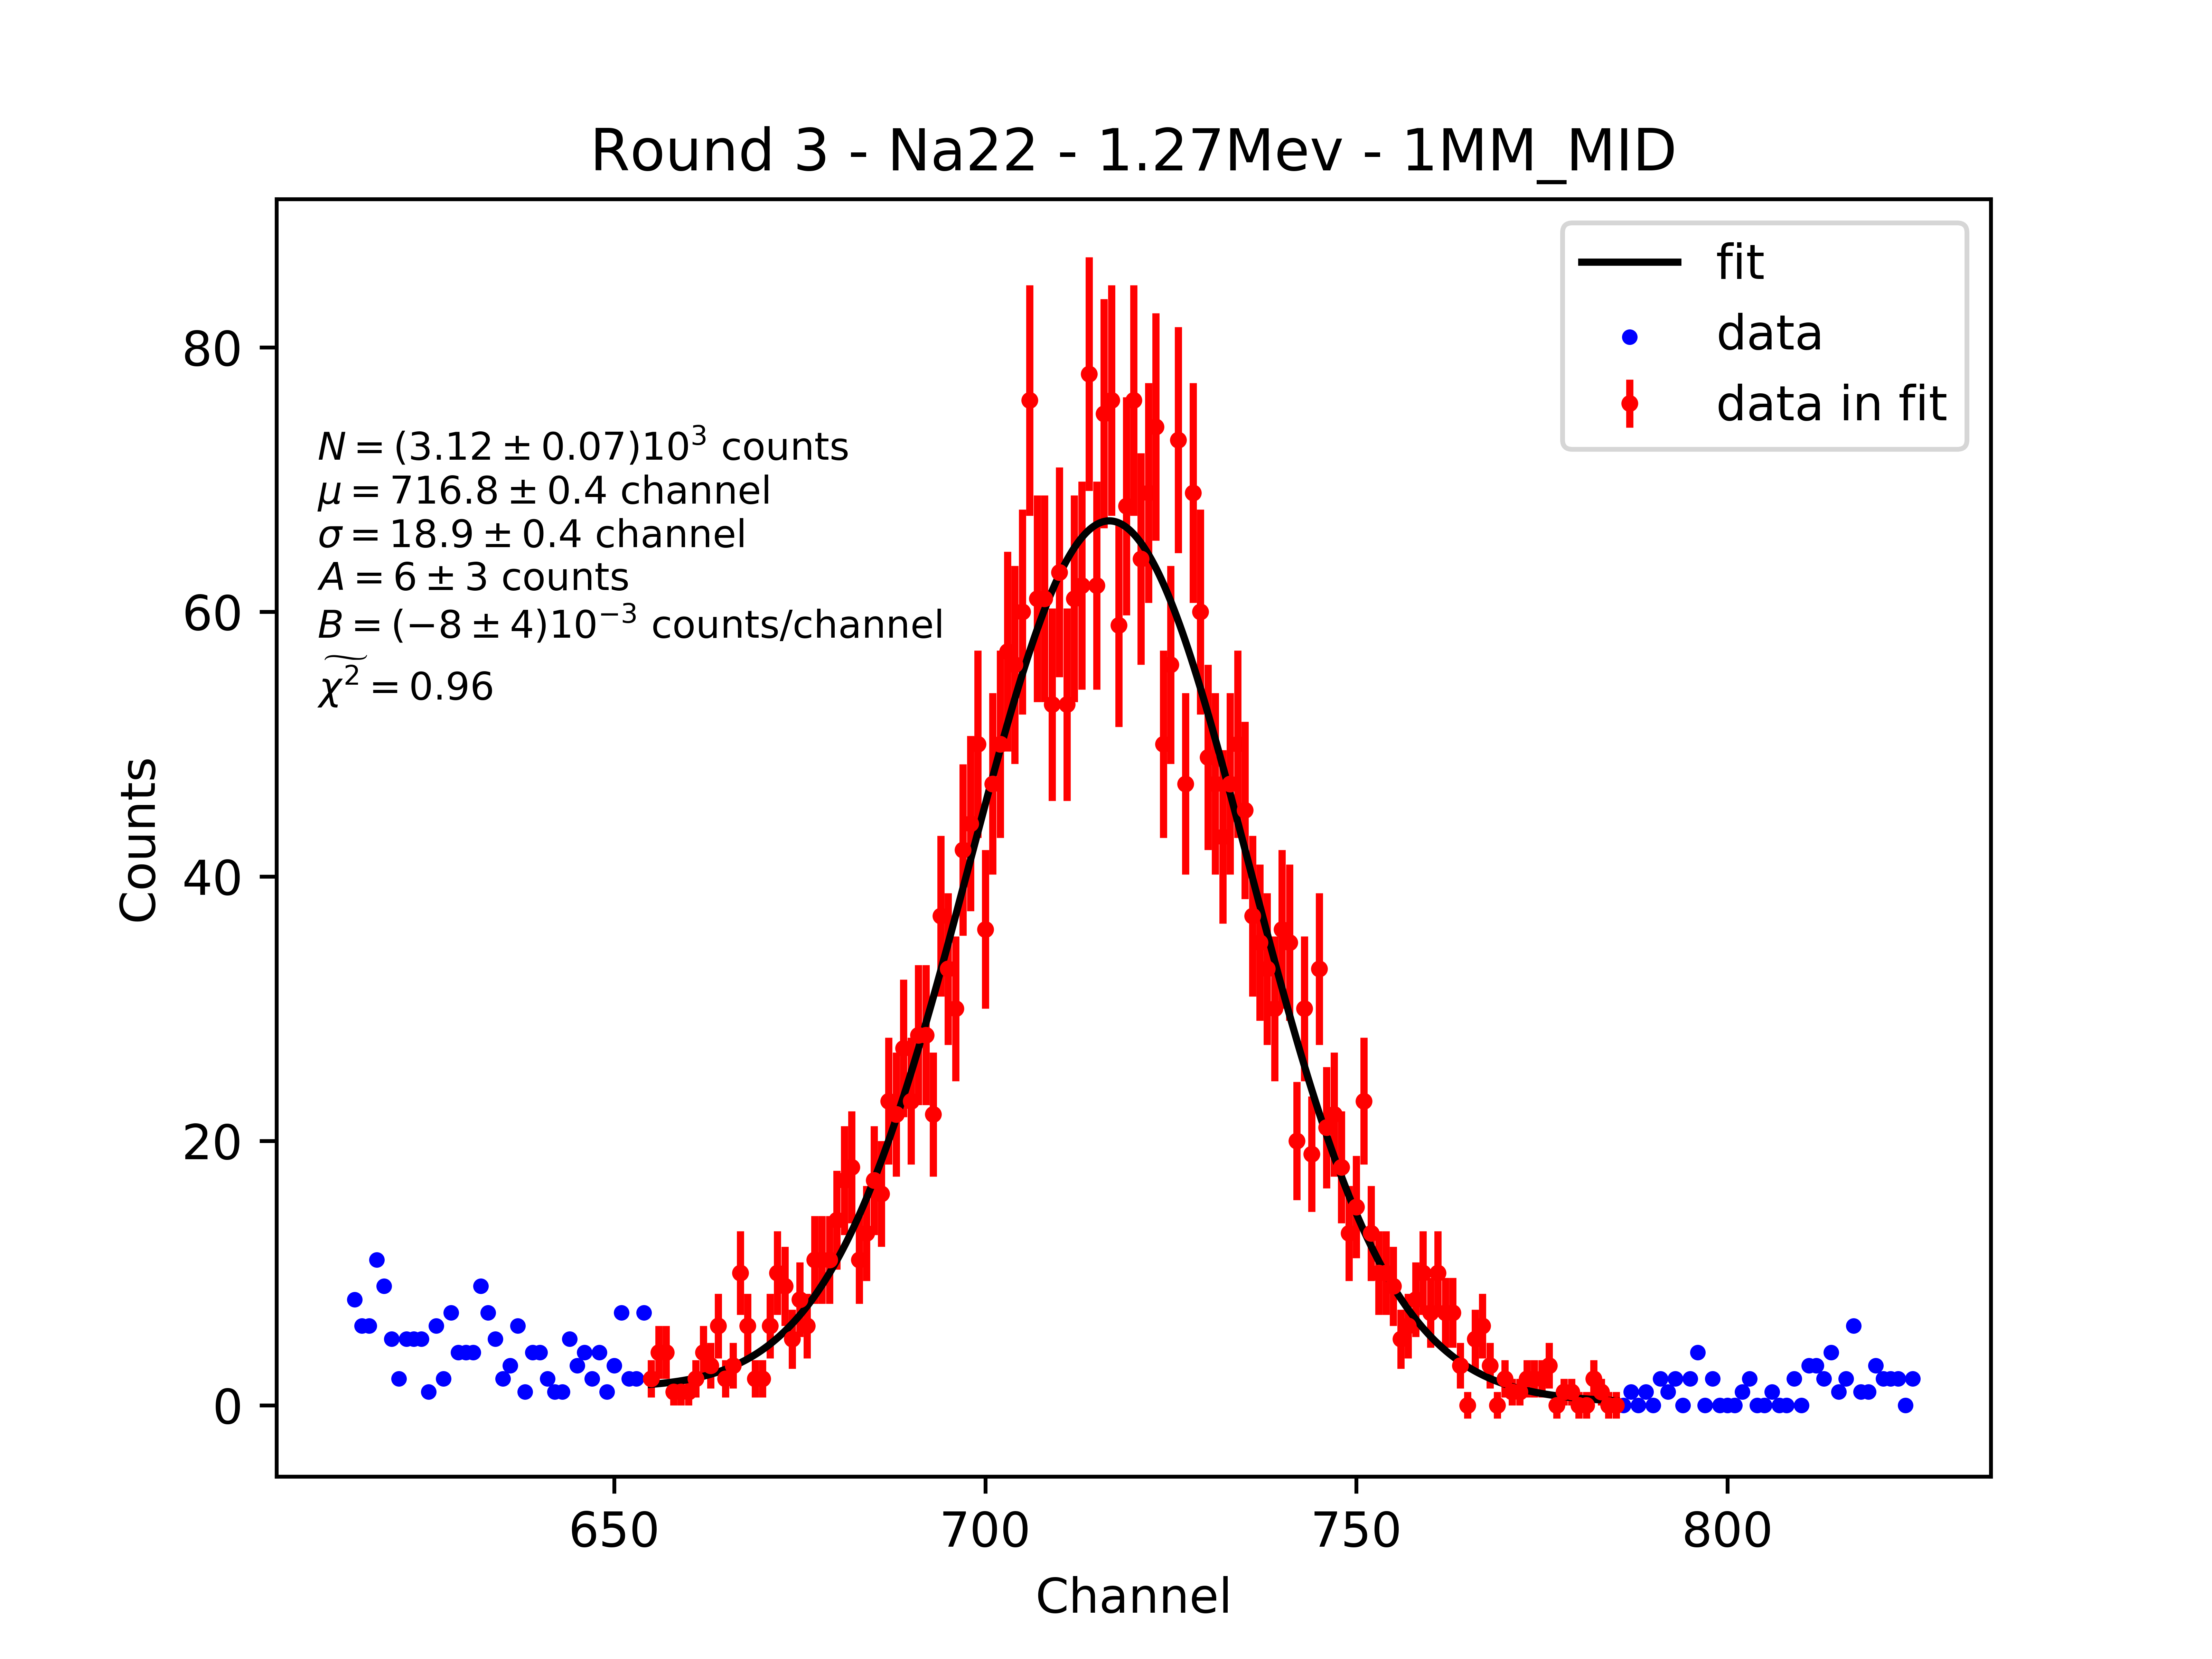 Round 3 - Na22 - 1.27Mev - 1MM_MID
fit
data
data in fit
N = (3.12 ± 0.07)10³ counts
μ = 716.8 ± 0.4 channel
σ = 18.9 ± 0.4 channel
A = 6 ± 3 counts
B = (−8 ± 4)10⁻³ counts/channel
χ̃² = 0.96
Counts
80
60
40
20
0
650 700 750 800
Channel